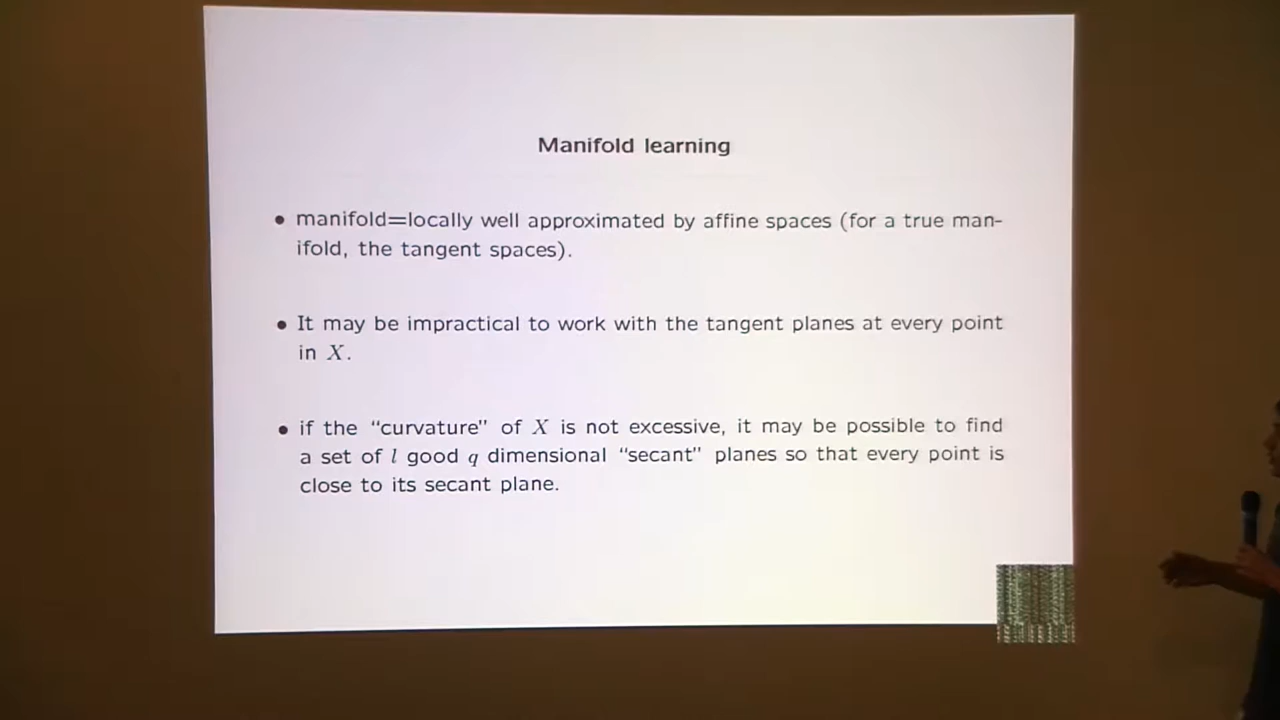 Manifold learning
• manifold=locally well approximated by affine spaces (for a true man-
ifold, the tangent spaces).
• It may be impractical to work with the tangent planes at every point
in X.
• if the "curvature" of X is not excessive, it may be possible to find
a set of l good q dimensional "secant" planes so that every point is
close to its secant plane.